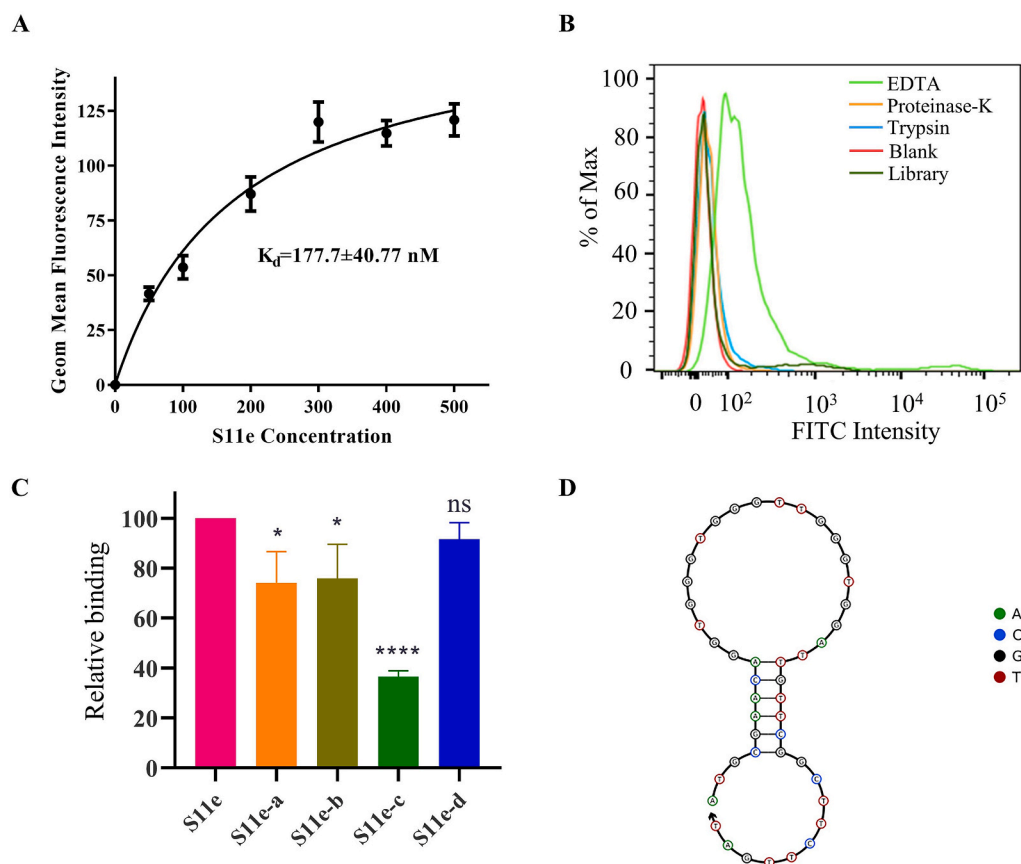 A
Geom Mean Fluorescence Intensity
125
100
75
50
25
0
K_d=177.7±40.77 nM
0 100 200 300 400 500
S11e Concentration
B
% of Max
100
80
60
40
20
0
EDTA
Proteinase-K
Trypsin
Blank
Library
0 10^2 10^3 10^4 10^5
FITC Intensity
C
Relative binding
100
80
60
40
20
0
* * **** ns
S11e S11e-a S11e-b S11e-c S11e-d
D
A
C
G
T